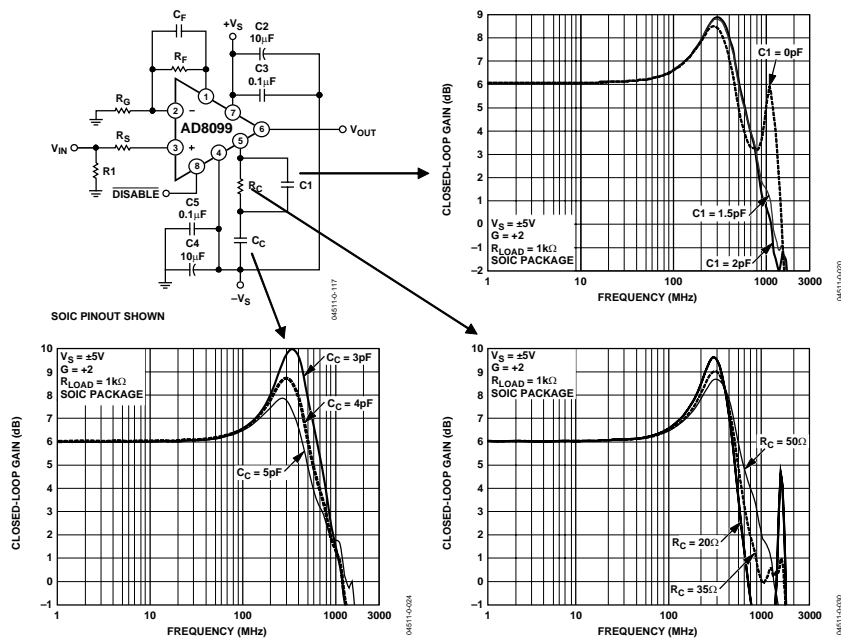 CF
RF
RG
RS
R1
VIN
+VS
C2
10µF
C3
0.1µF
1
2
−
7
AD8099
6
VOUT
3
+
5
4
8
DISABLE
RC
C1
C5
0.1µF
C4
10µF
CC
−VS
04511-0-117
SOIC PINOUT SHOWN
CLOSED-LOOP GAIN (dB)
9
8
7
6
5
4
3
2
1
0
−1
−2
C1 = 0pF
C1 = 1.5pF
C1 = 2pF
VS = ±5V
G = +2
RLOAD = 1kΩ
SOIC PACKAGE
1 10 100 1000 3000
FREQUENCY (MHz)
04511-0-020
CLOSED-LOOP GAIN (dB)
10
9
8
7
6
5
4
3
2
1
0
−1
VS = ±5V
G = +2
RLOAD = 1kΩ
SOIC PACKAGE
CC = 3pF
CC = 4pF
CC = 5pF
1 10 100 1000 3000
FREQUENCY (MHz)
04511-0-024
CLOSED-LOOP GAIN (dB)
10
9
8
7
6
5
4
3
2
1
0
−1
VS = ±5V
G = +2
RLOAD = 1kΩ
SOIC PACKAGE
RC = 50Ω
RC = 20Ω
RC = 35Ω
1 10 100 1000 3000
FREQUENCY (MHz)
04511-0-030